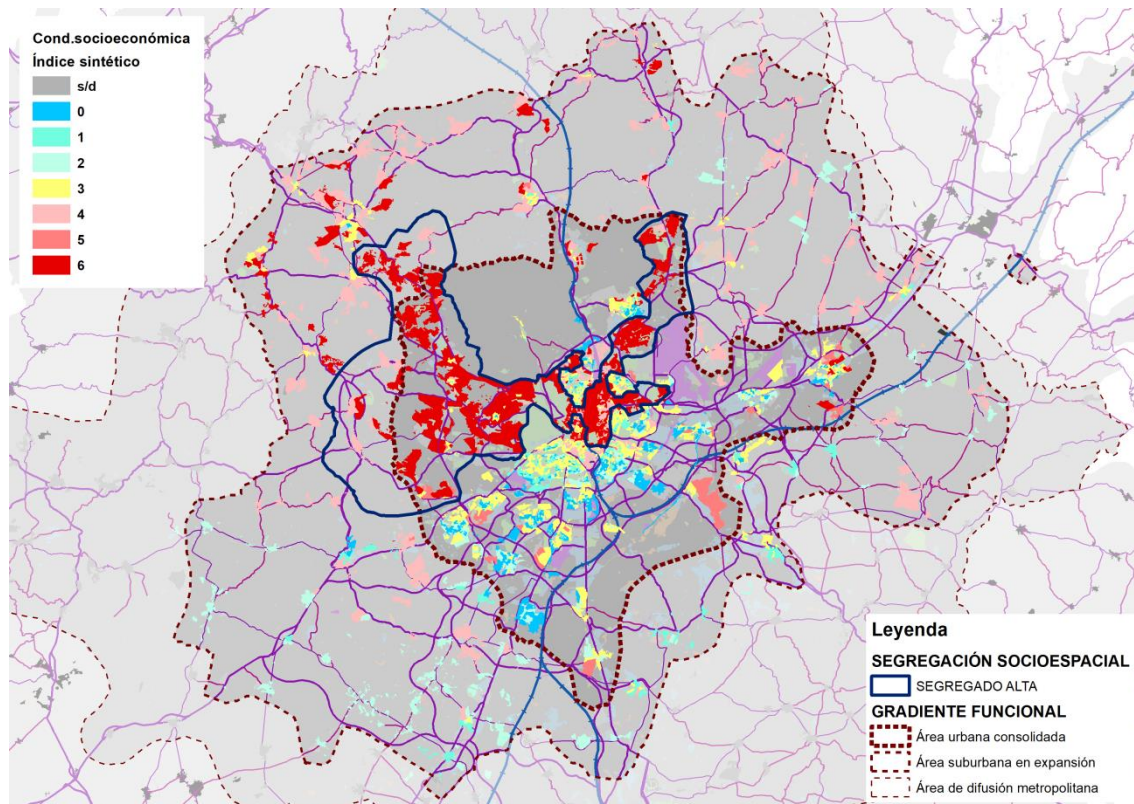 Cond.socioeconómica
Índice sintético
s/d
0
1
2
3
4
5
6
Leyenda
SEGREGACIÓN SOCIOESPACIAL
SEGREGADO ALTA
GRADIENTE FUNCIONAL
Área urbana consolidada
Área suburbana en expansión
Área de difusión metropolitana